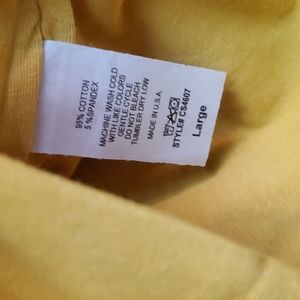 95% COTTON
5 %SPANDEX
MACHINE WASH COLD
WITH LIKE COLORS
GENTLE CYCLE
DO NOT BLEACH
TUMBLER DRY LOW
MADE IN U.S.A.
STYLE# CS4607
Large